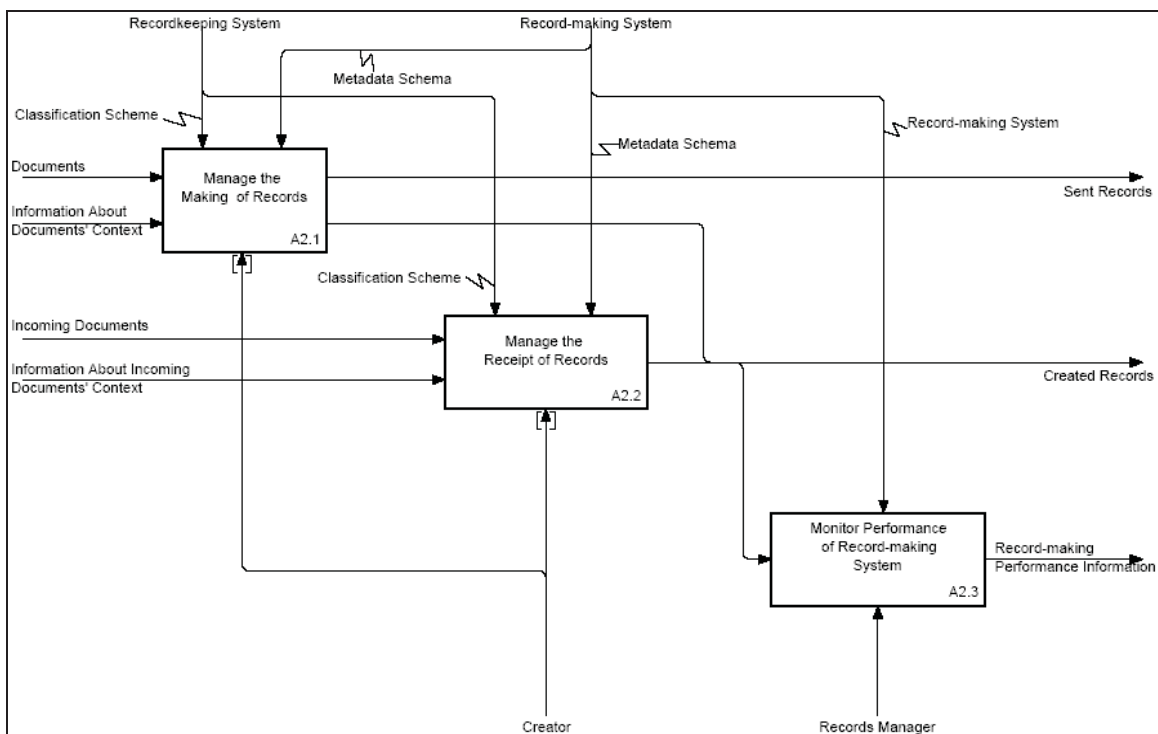 Recordkeeping System
Record-making System
Metadada Schema
Classification Scheme
Record-making System
Metadada Schema
Documents
Manage the
Making of Records
A2.1
Sent Records
Information About
Documents' Context
Classification Scheme
Incoming Documents
Manage the
Receipt of Records
A2.2
Information About Incoming
Documents' Context
Created Records
Monitor Performance
of Record-making
System
A2.3
Record-making
Performance Information
Creator
Records Manager